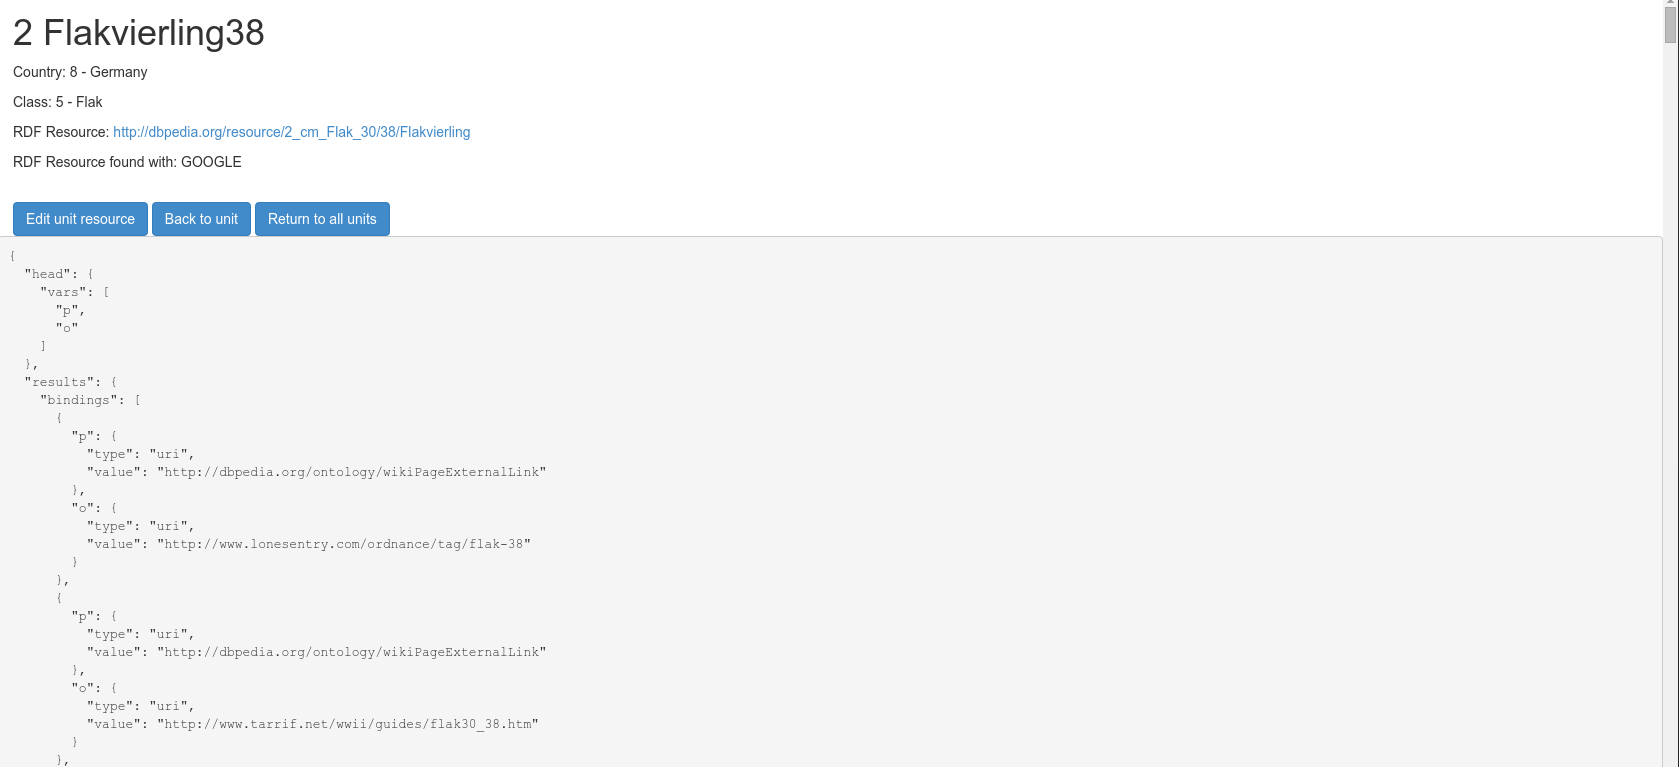 2 Flakvierling38
Country: 8 - Germany
Class: 5 - Flak
RDF Resource: http://dbpedia.org/resource/2_cm_Flak_30/38/Flakvierling
RDF Resource found with: GOOGLE
Edit unit resource Back to unit Return to all units
{
  "head": {
    "vars": [
      "p",
      "o"
    ]
  },
  "results": {
    "bindings": [
      {
        "p": {
          "type": "uri",
          "value": "http://dbpedia.org/ontology/wikiPageExternalLink"
        },
        "o": {
          "type": "uri",
          "value": "http://www.lonesentry.com/ordnance/tag/flak-38"
        }
      },
      {
        "p": {
          "type": "uri",
          "value": "http://dbpedia.org/ontology/wikiPageExternalLink"
        },
        "o": {
          "type": "uri",
          "value": "http://www.tarrif.net/wwii/guides/flak30_38.htm"
        }
      },